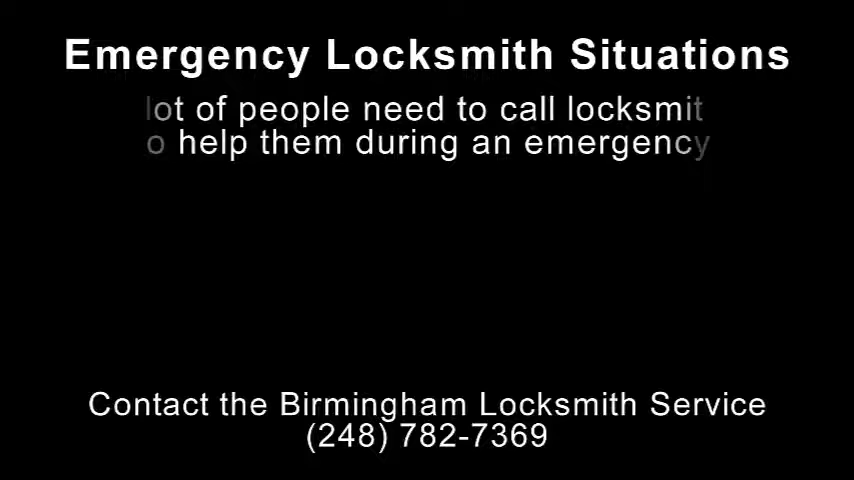 Emergency Locksmith Situations
lot of people need to call locksmit
o help them during an emergency
Contact the Birmingham Locksmith Service
(248) 782-7369